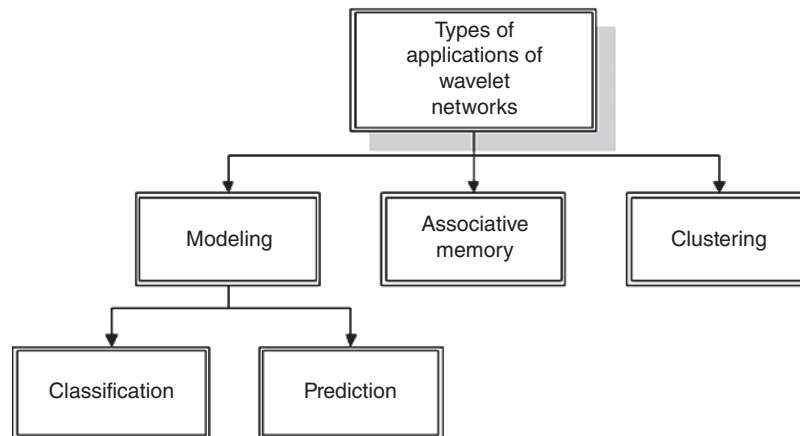 Types of
applications of
wavelet
networks
Modeling
Associative
memory
Clustering
Classification
Prediction